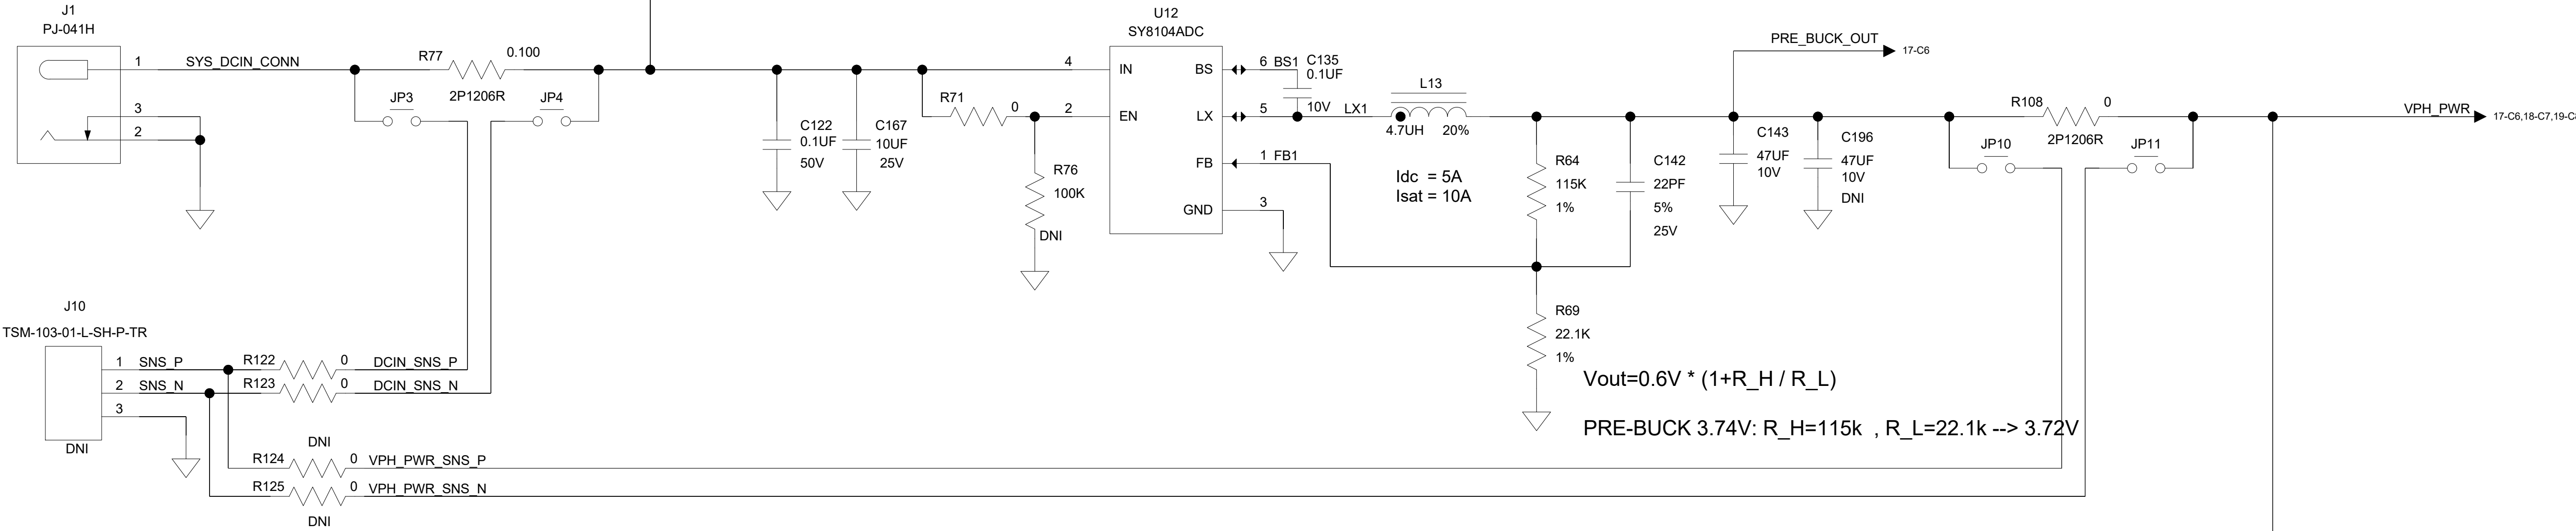 J1
PJ-041H
1
3
2
SYS_DCIN_CONN
R77
0.100
2P1206R
JP3
JP4
R71
0
C122
0.1UF
50V
C167
10UF
25V
R76
100K
DNI
U12
SY8104ADC
4
IN
2
EN
BS
6
BS1
LX
5
FB
1
FB1
GND
3
C135
0.1UF
10V
LX1
L13
4.7UH
20%
Idc = 5A
Isat = 10A
R64
115K
1%
C142
22PF
5%
25V
PRE_BUCK_OUT
17-C6
C143
47UF
10V
C196
47UF
10V
DNI
R108
0
2P1206R
JP10
JP11
VPH_PWR
R69
22.1K
1%
Vout=0.6V * (1+R_H / R_L)
PRE-BUCK 3.74V: R_H=115k , R_L=22.1k --> 3.72V
J10
TSM-103-01-L-SH-P-TR
1
SNS_P
2
SNS_N
3
DNI
R122
0
DCIN_SNS_P
R123
0
DCIN_SNS_N
DNI
R124
0
VPH_PWR_SNS_P
R125
0
VPH_PWR_SNS_N
DNI
17-C6,18-C7,19-C8